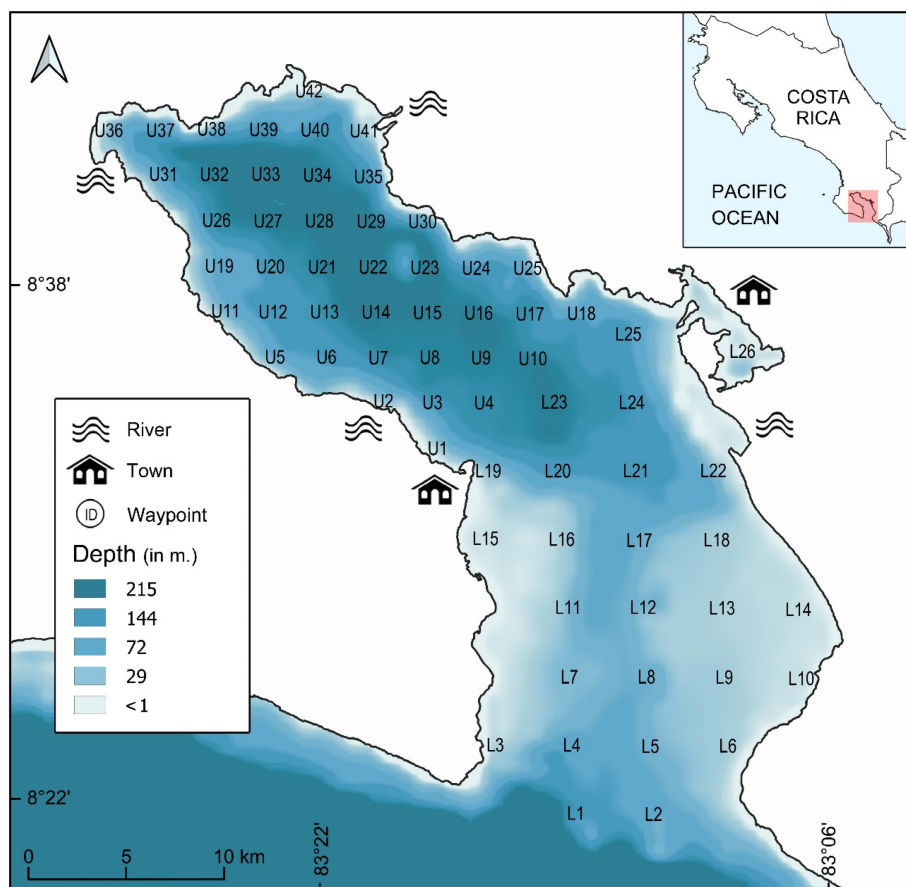 COSTA
RICA
PACIFIC
OCEAN
U42
U36 U37 U38 U39 U40 U41
U31 U32 U33 U34 U35
U26 U27 U28 U29 U30
U19 U20 U21 U22 U23 U24 U25
8°38'
U11 U12 U13 U14 U15 U16 U17 U18
L25
L26
U5 U6 U7 U8 U9 U10
U2 U3 U4 L23 L24
U1
L19 L20 L21 L22
L15 L16 L17 L18
L11 L12 L13 L14
L7 L8 L9 L10
L3 L4 L5 L6
L1 L2
River
Town
ID Waypoint
Depth (in m.)
215
144
72
29
<1
8°22'
83°22'
83°06'
0 5 10 km